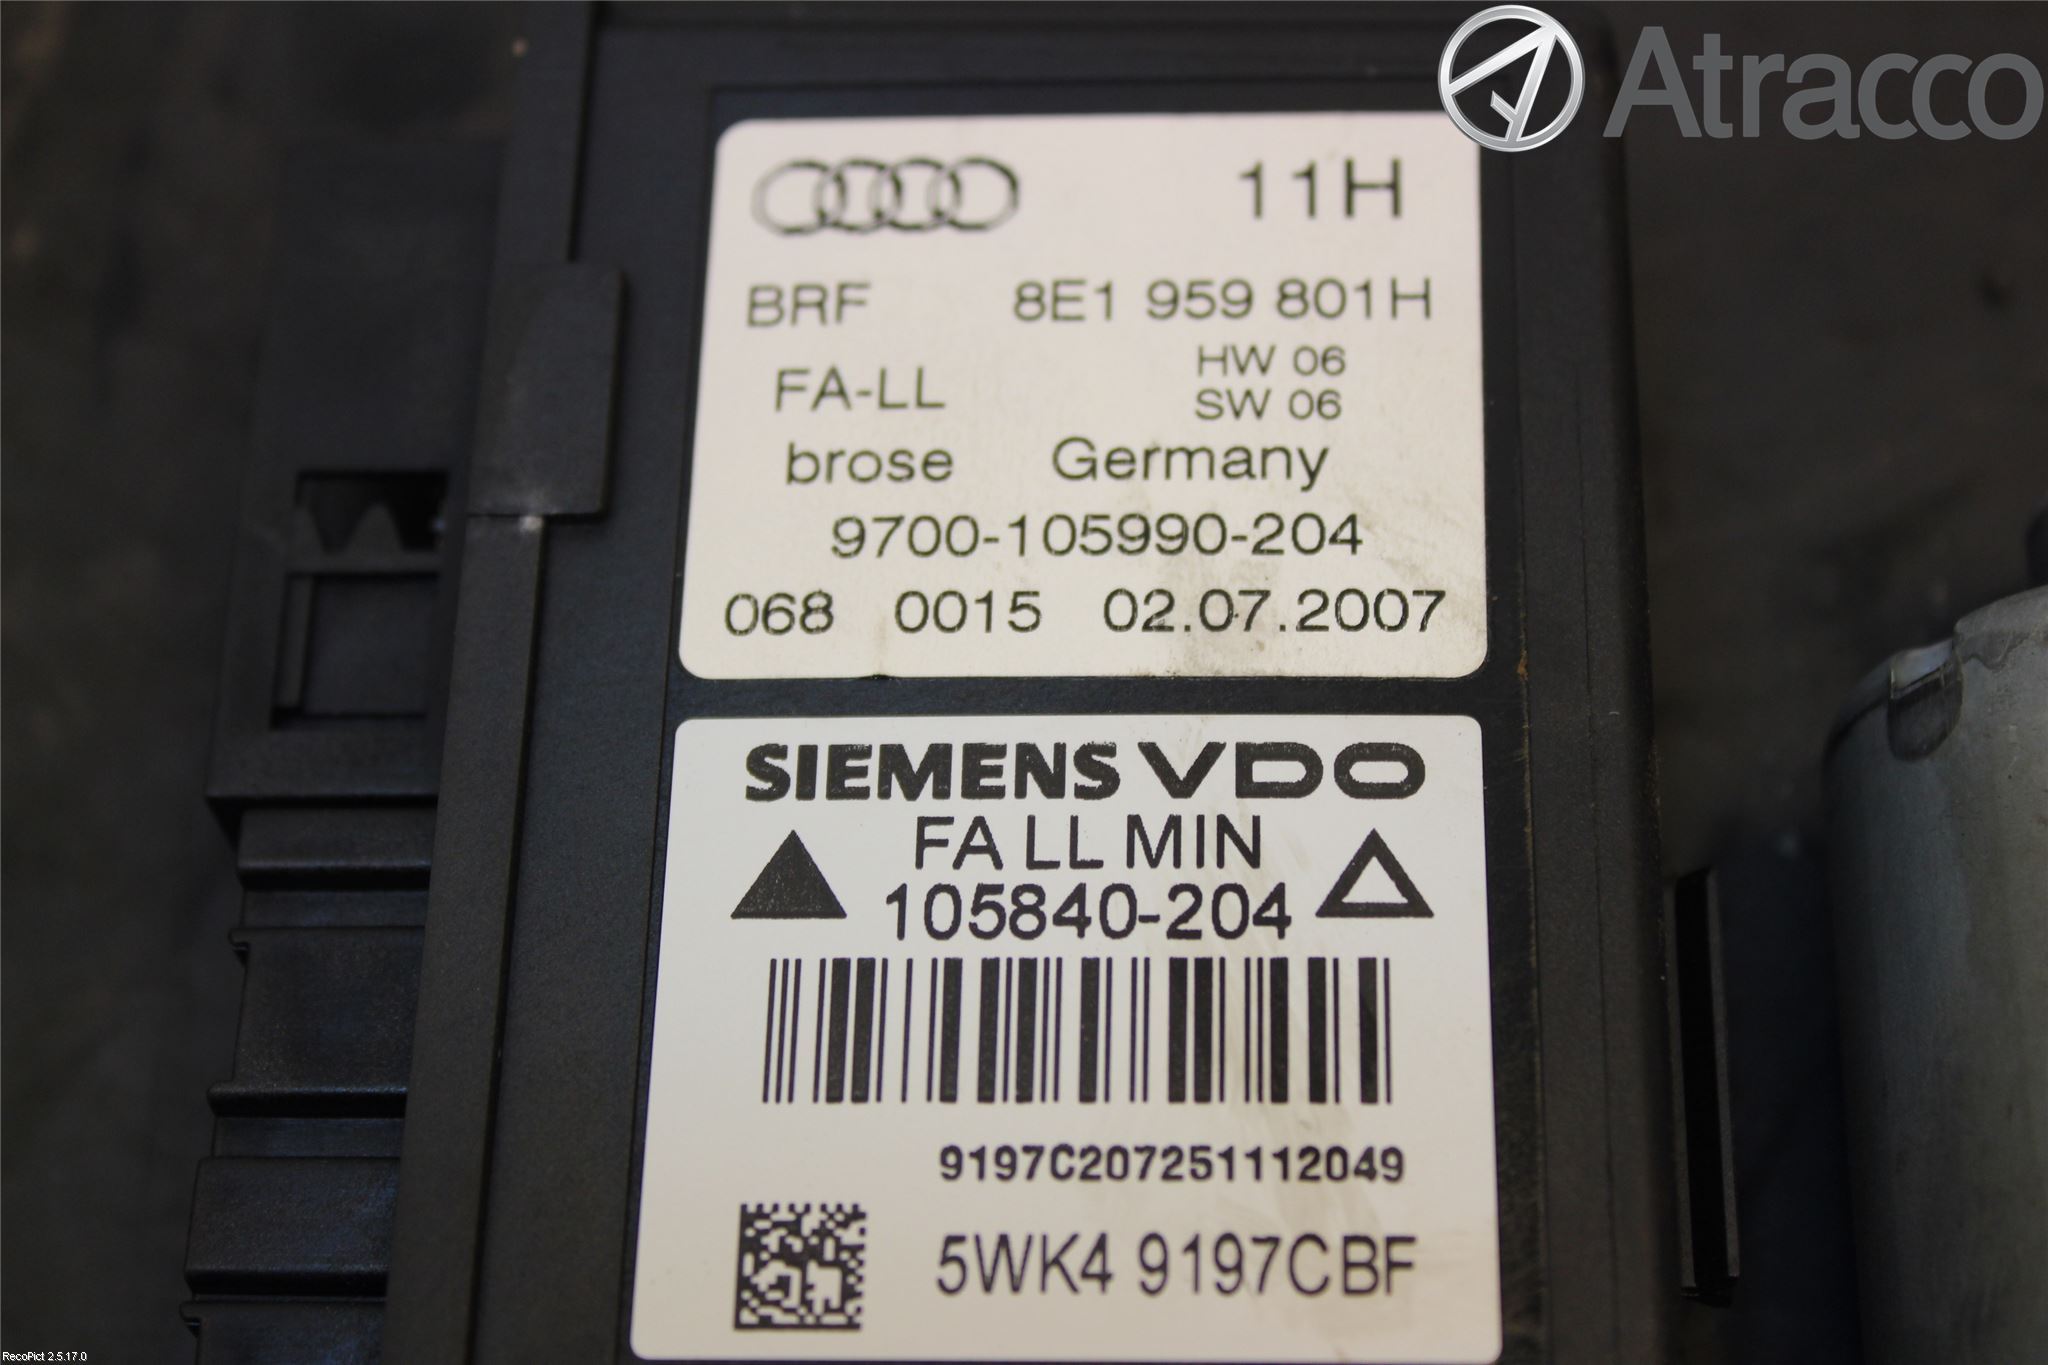 Atracco
11H
BRF 8E1 959 801H
HW 06
FA-LL
SW 06
brose Germany
9700-105990-204
068 0015 02.07.2007
SIEMENS VDO
FA LL MIN
105840-204
9197C207251112049
5WK4 9197CBF
RecoPict 2.5.17.0